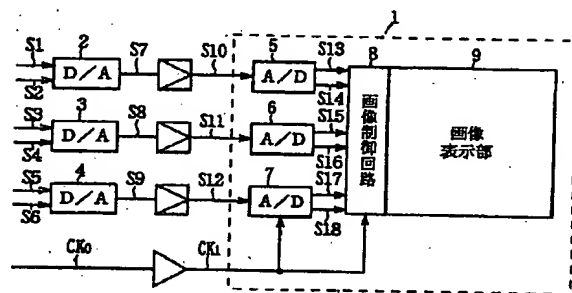 1
S1
S2
2
D/A
S7
S10
5
A/D
S13
S14
8
画像制御回路
9
画像
表示部
S3
S4
3
D/A
S8
S11
6
A/D
S15
S16
S5
S6
4
D/A
S9
S12
7
A/D
S17
S18
CK0
CK1